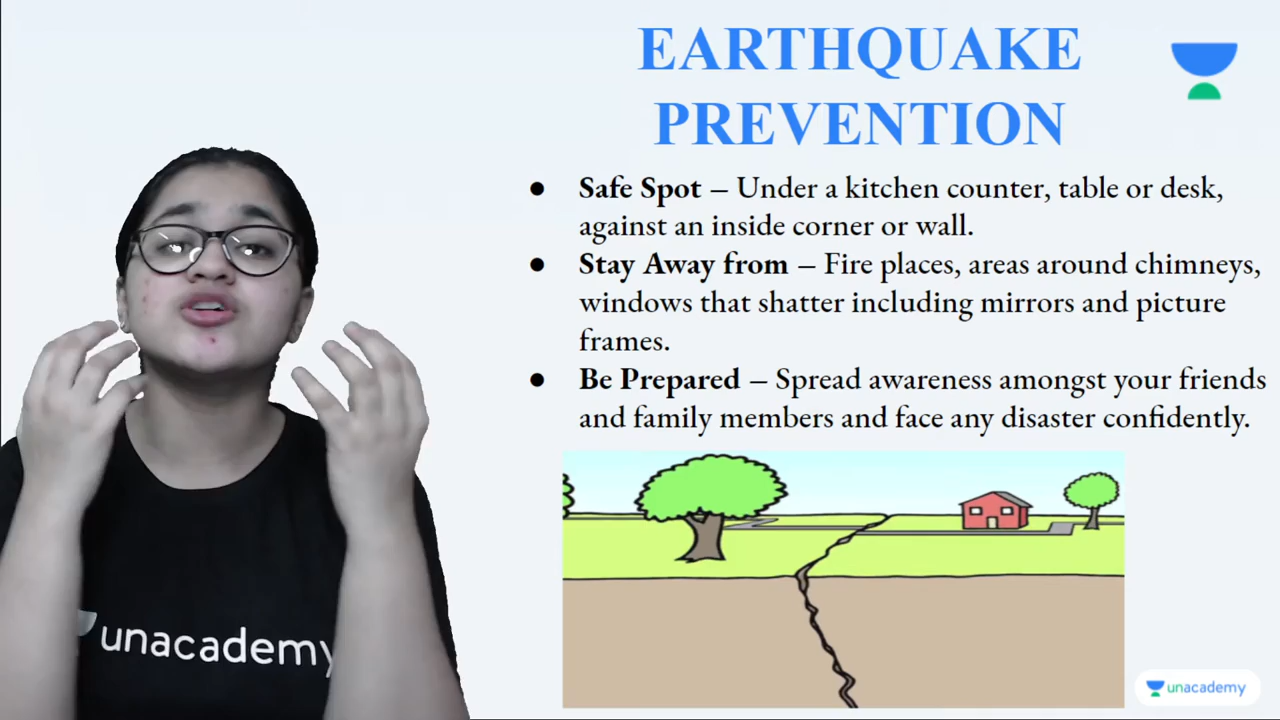 EARTHQUAKE
PREVENTION
● Safe Spot – Under a kitchen counter, table or desk,
against an inside corner or wall.
● Stay Away from – Fire places, areas around chimneys,
windows that shatter including mirrors and picture
frames.
● Be Prepared – Spread awareness amongst your friends
and family members and face any disaster confidently.
unacademy
unacademy